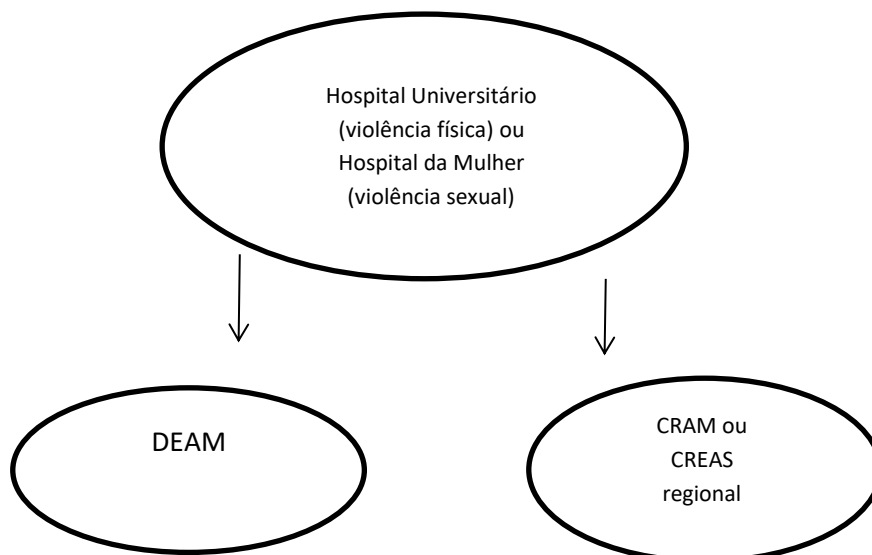 Hospital Universitário
(violência física) ou
Hospital da Mulher
(violência sexual)
DEAM
CRAM ou
CREAS
regional